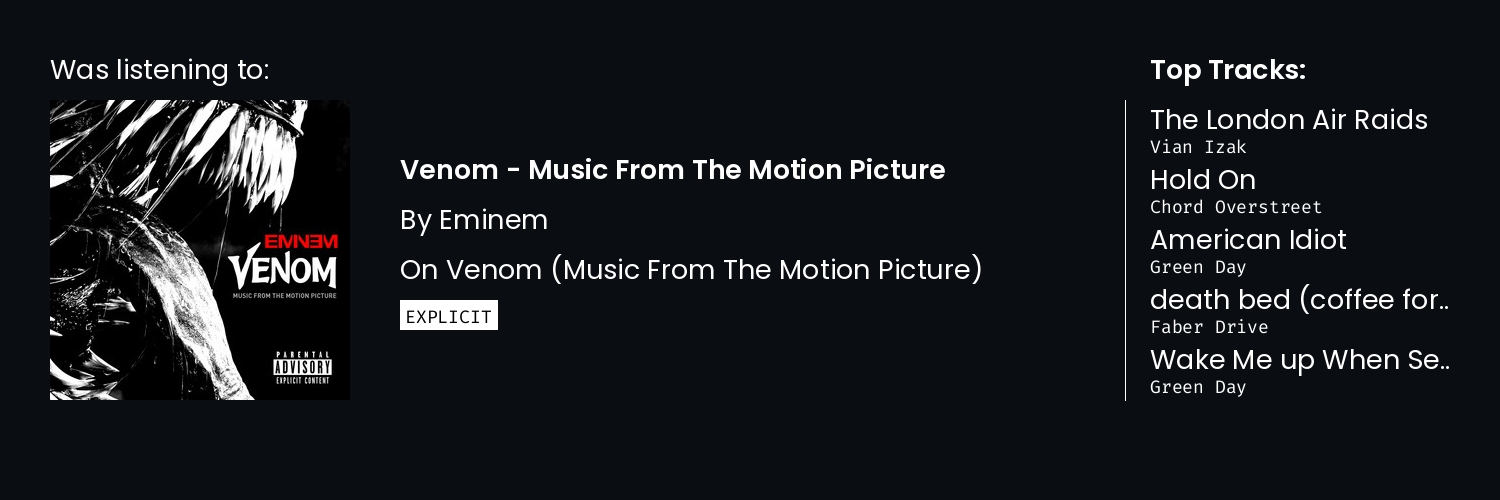 Was listening to:
EMINEM
VENOM
MUSIC FROM THE MOTION PICTURE
PARENTAL
ADVISORY
EXPLICIT CONTENT
Venom - Music From The Motion Picture
By Eminem
On Venom (Music From The Motion Picture)
EXPLICIT
Top Tracks:
The London Air Raids
Vian Izak
Hold On
Chord Overstreet
American Idiot
Green Day
death bed (coffee for..
Faber Drive
Wake Me up When Se..
Green Day